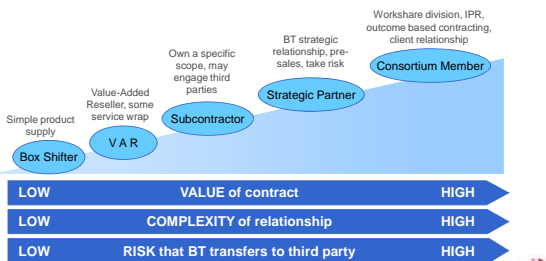 Workshare division, IPR,
outcome based contracting,
client relationship
Consortium Member
BT strategic
relationship, pre-
sales, take risk
Strategic Partner
Own a specific
scope, may
engage third
parties
Subcontractor
Value-Added
Reseller, some
service wrap
V A R
Simple product
supply
Box Shifter
LOW VALUE of contract HIGH
LOW COMPLEXITY of relationship HIGH
LOW RISK that BT transfers to third party HIGH